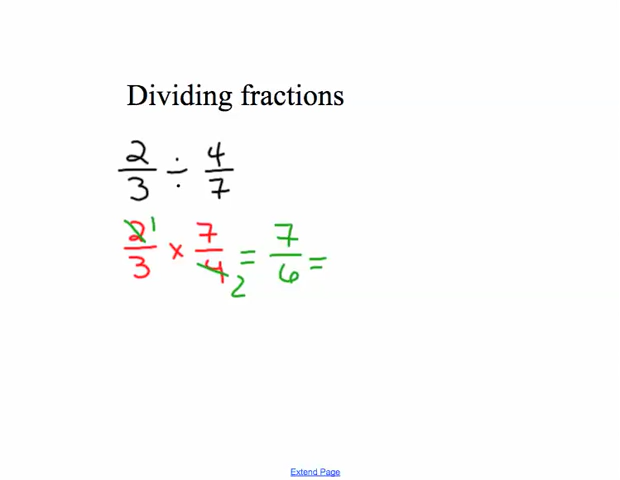 Dividing fractions
2/3 ÷ 4/7
2/3 1 × 7/4 2 = 7/6 =
Extend Page